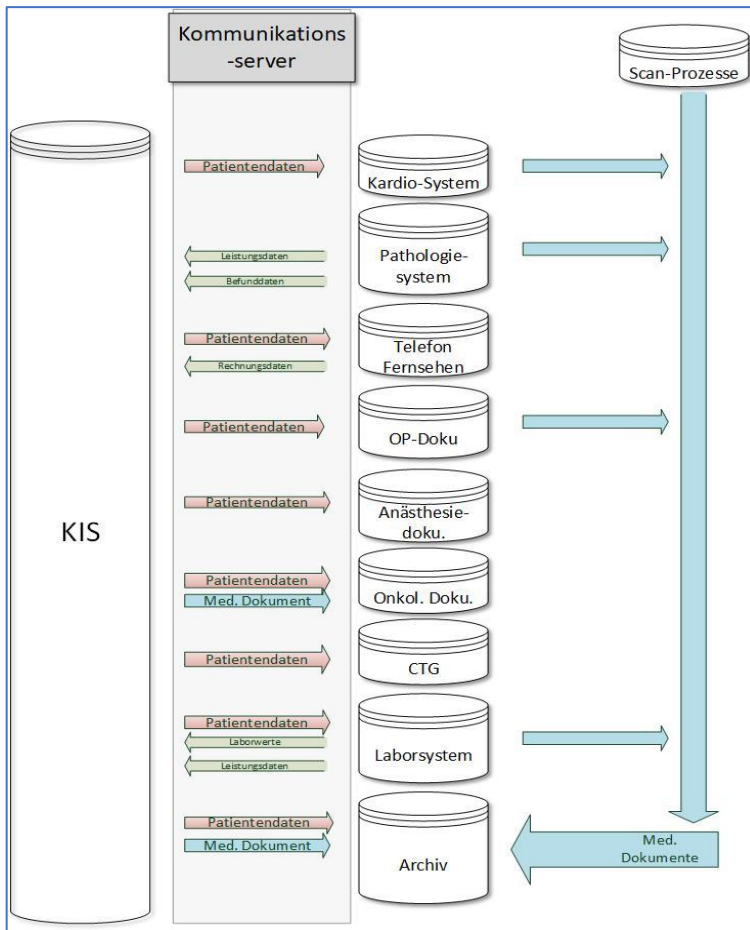 Kommunikations
-server
Scan-Prozesse
KIS
Patientendaten
Kardio-System
Leistungsdaten
Befunddaten
Pathologie-
system
Patientendaten
Rechnungsdaten
Telefon
Fernsehen
Patientendaten
OP-Doku
Patientendaten
Anästhesie-
doku.
Patientendaten
Med. Dokument
Onkol. Doku.
Patientendaten
CTG
Patientendaten
Laborwerte
Leistungsdaten
Laborsystem
Patientendaten
Med. Dokument
Archiv
Med.
Dokumente